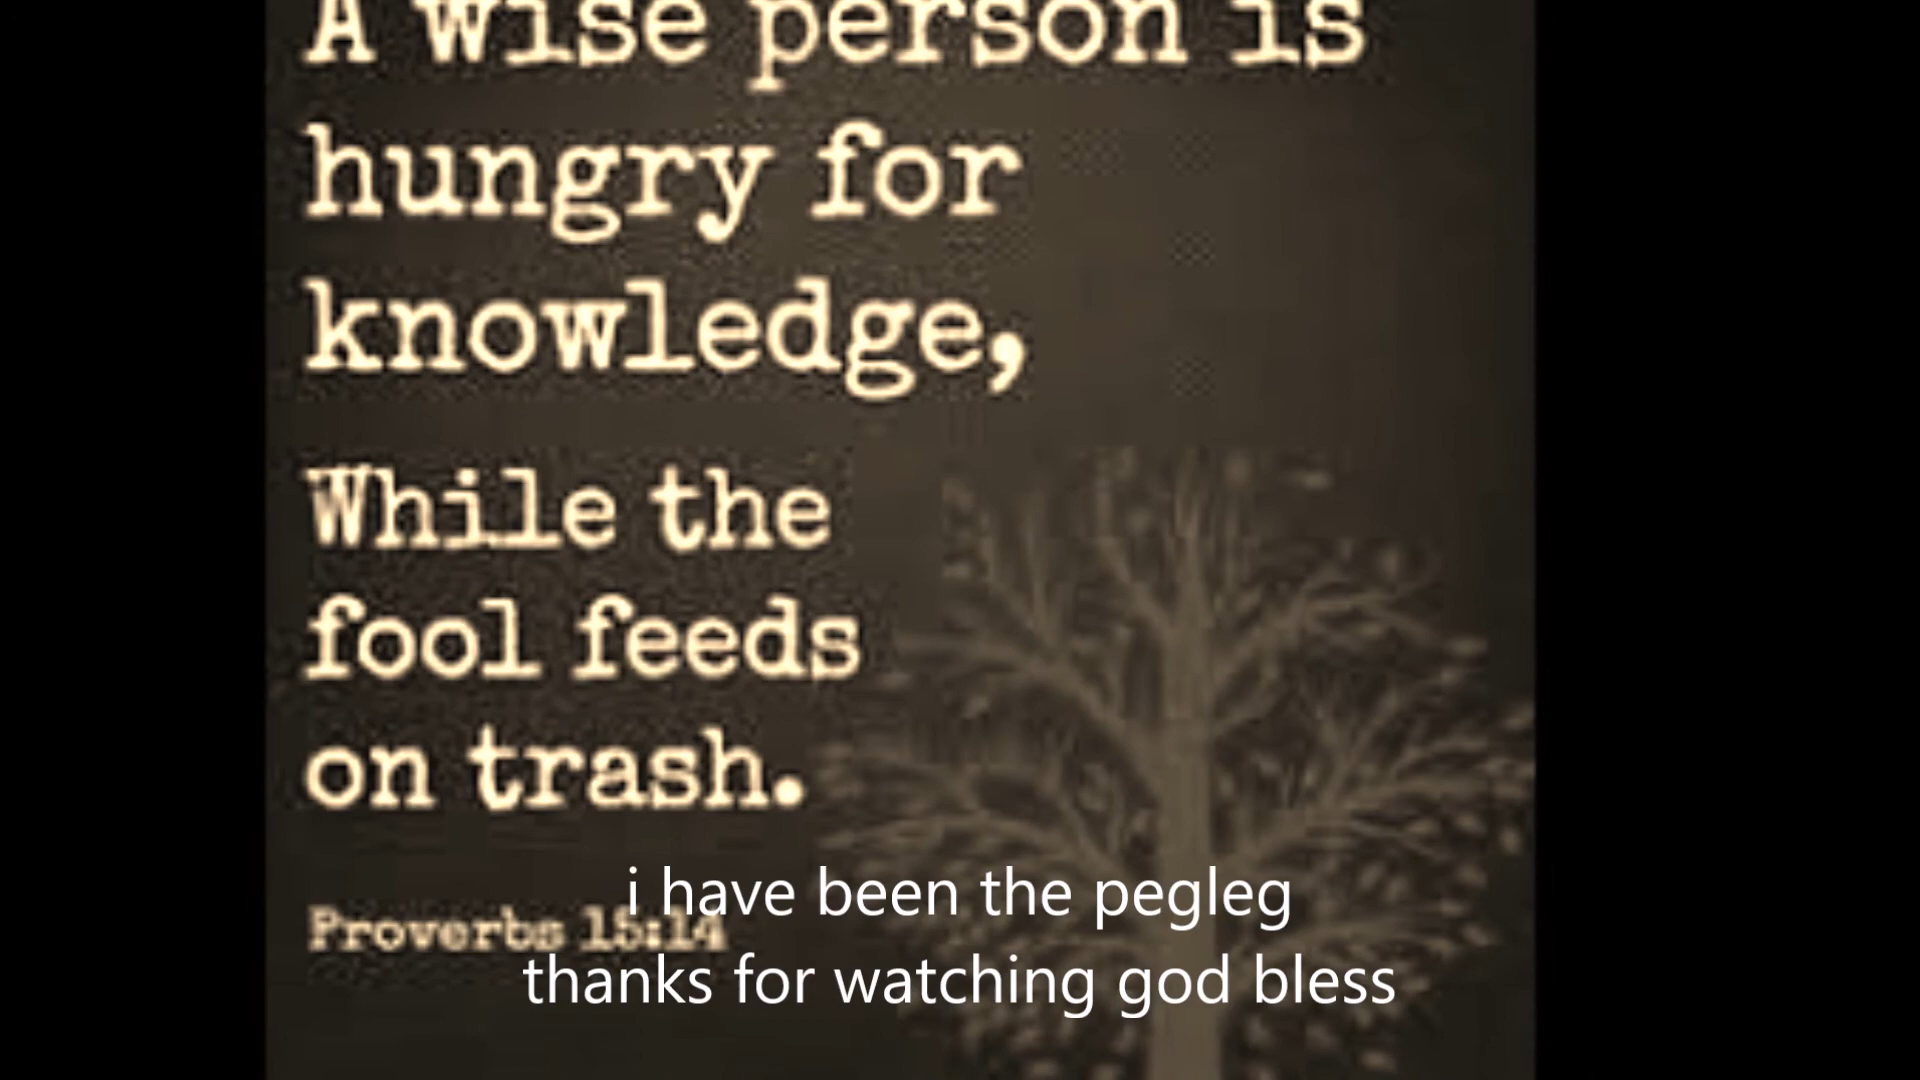 A wise person is
hungry for
knowledge,
While the
fool feeds
on trash.
Proverbs 15:14
i have been the pegleg
thanks for watching god bless